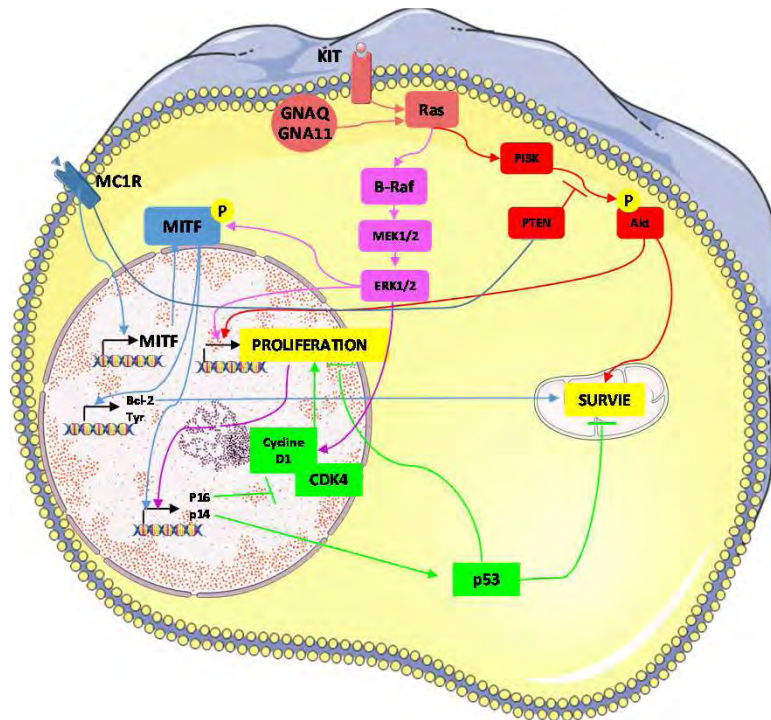 KIT
GNAQ
GNA11
Ras
PI3K
MC1R
B-Raf
P
P
MITF
MEK1/2
PTEN
Akt
ERK1/2
MITF
PROLIFERATION
Bcl-2
Tyr
SURVIE
Cycline
D1
CDK4
P16
p14
p53